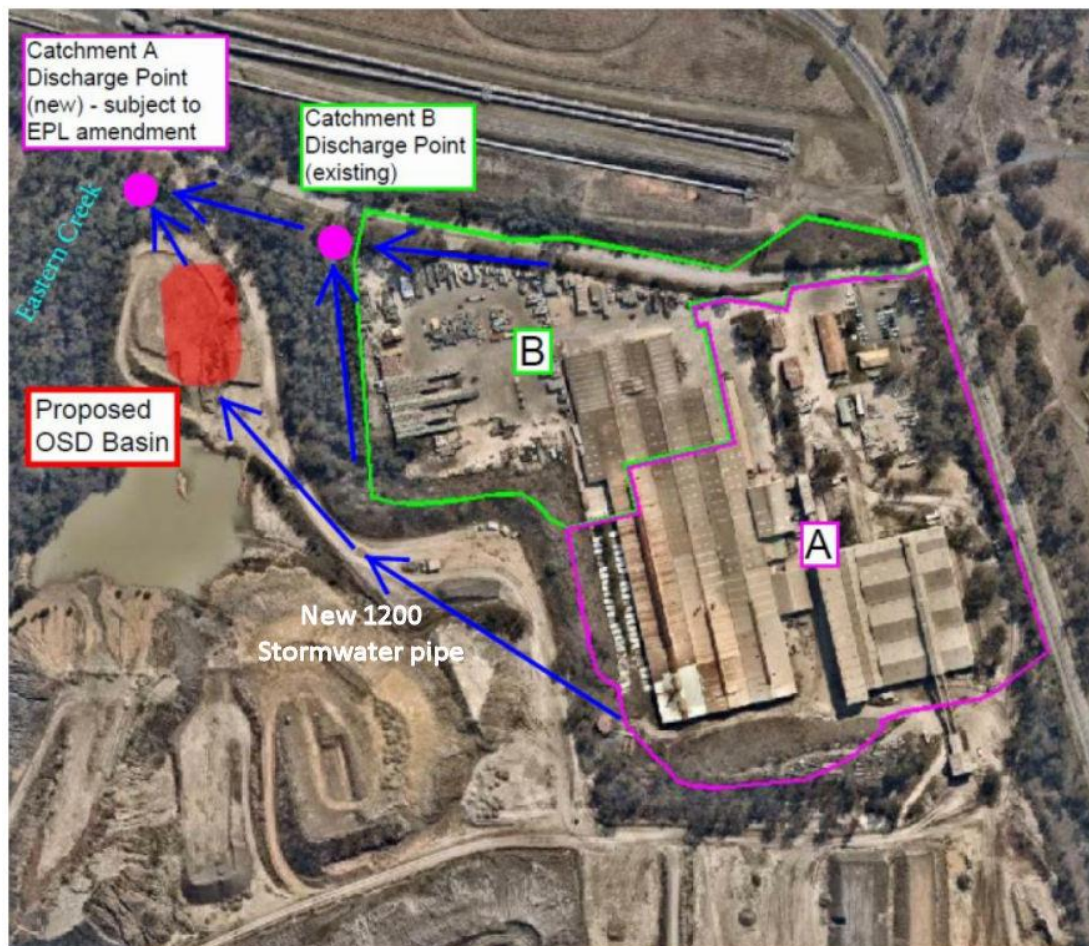 Catchment A
Discharge Point
(new) - subject to
EPL amendment
Catchment B
Discharge Point
(existing)
Eastern Creek
B
Proposed
OSD Basin
A
New 1200
Stormwater pipe